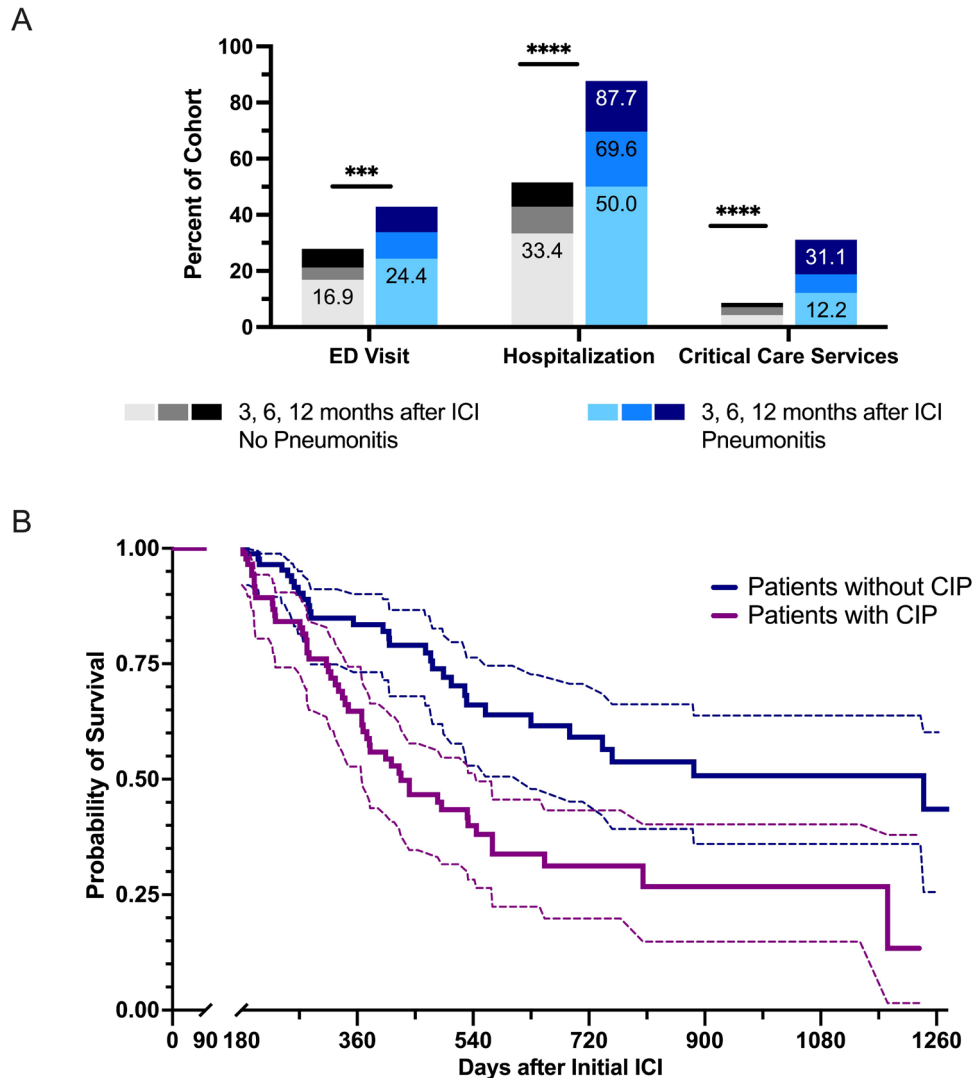 A
Percent of Cohort
100
80
60
40
20
0
***
****
****
16.9
24.4
33.4
87.7
69.6
50.0
31.1
12.2
ED Visit
Hospitalization
Critical Care Services
3, 6, 12 months after ICI
No Pneumonitis
3, 6, 12 months after ICI
Pneumonitis
B
Probability of Survival
1.00
0.75
0.50
0.25
0.00
Patients without CIP
Patients with CIP
0 90 180 360 540 720 900 1080 1260
Days after Initial ICI